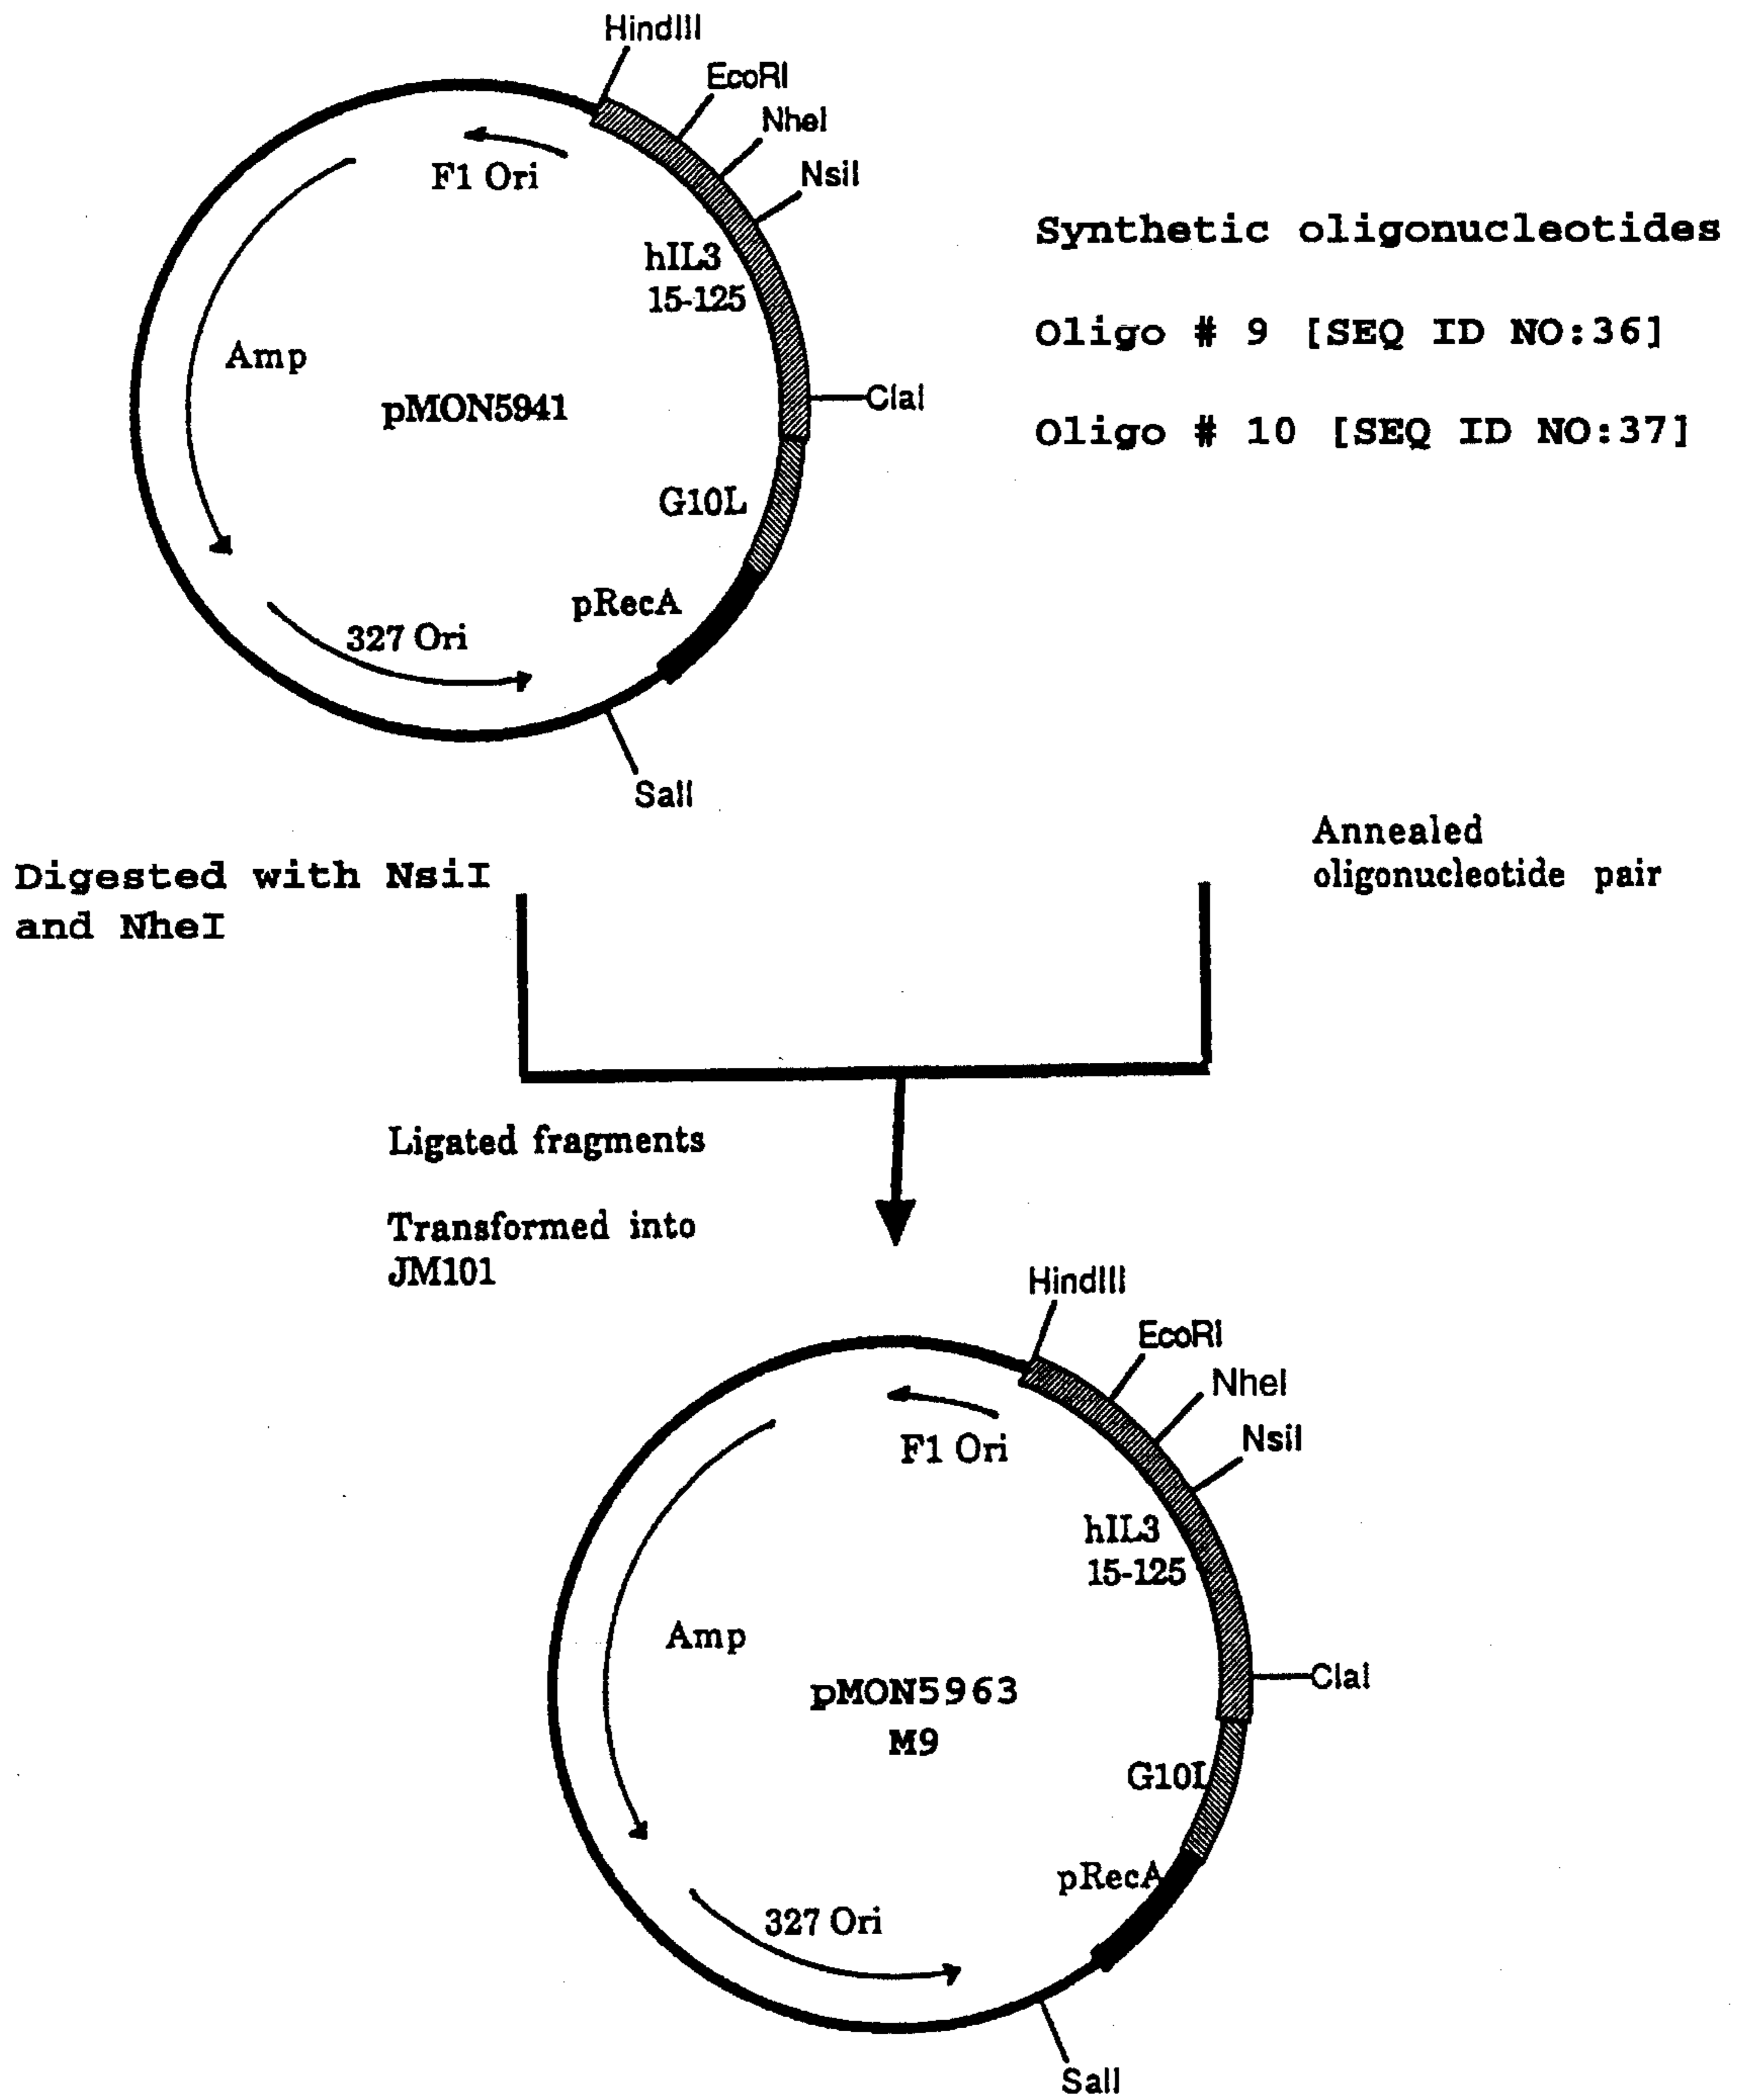 HindIII
EcoRI
NheI
NsiI
F1 Ori
hIL3
15-125
Amp
pMON5941
ClaI
G10L
pRecA
327 Ori
SalI
Synthetic oligonucleotides
Oligo # 9 [SEQ ID NO:36]
Oligo # 10 [SEQ ID NO:37]
Digested with NsiI
and NheI
Annealed
oligonucleotide pair
Ligated fragments
Transformed into
JM101
HindIII
EcoRI
NheI
NsiI
F1 Ori
hIL3
15-125
Amp
pMON5963
M9
ClaI
G10L
pRecA
327 Ori
SalI